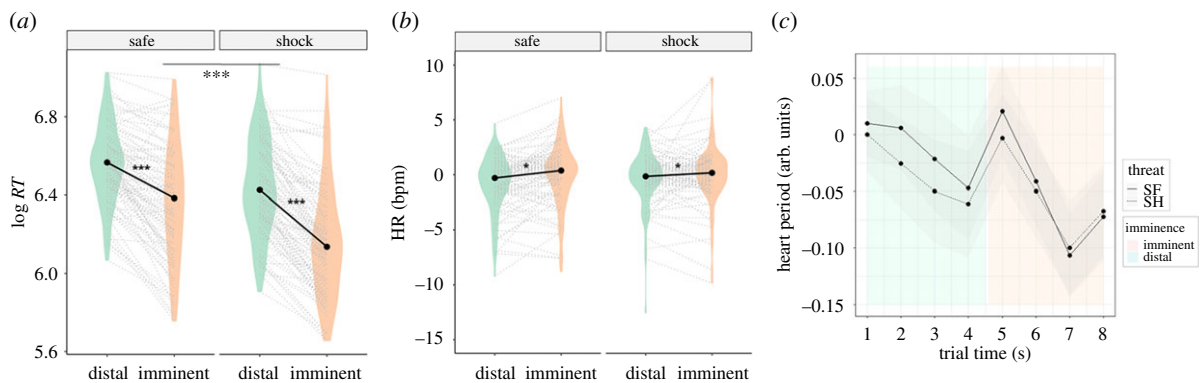 (a)
safe shock
***
log RT
6.8
6.4
6.0
5.6
***
***
distal imminent distal imminent
(b)
safe shock
HR (bpm)
10
5
0
−5
−10
−15
*
*
distal imminent distal imminent
(c)
heart period (arb. units)
0.05
0
−0.05
−0.10
−0.15
1 2 3 4 5 6 7 8
trial time (s)
threat
SF
SH
imminence
imminent
distal